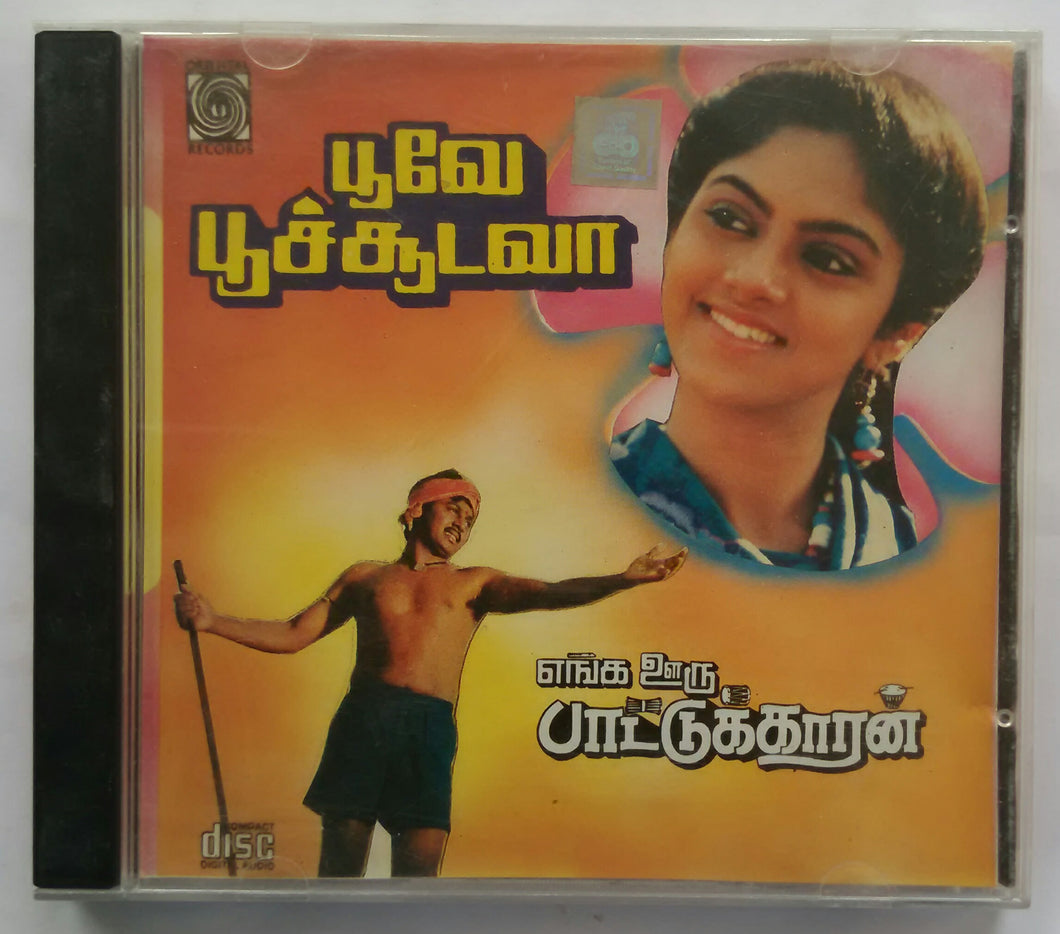 ORIENTAL
RECORDS
பூவே
பூச்சூடவா
எங்க ஊரு
பாட்டுக்காரன்
COMPACT
disc
DIGITAL AUDIO